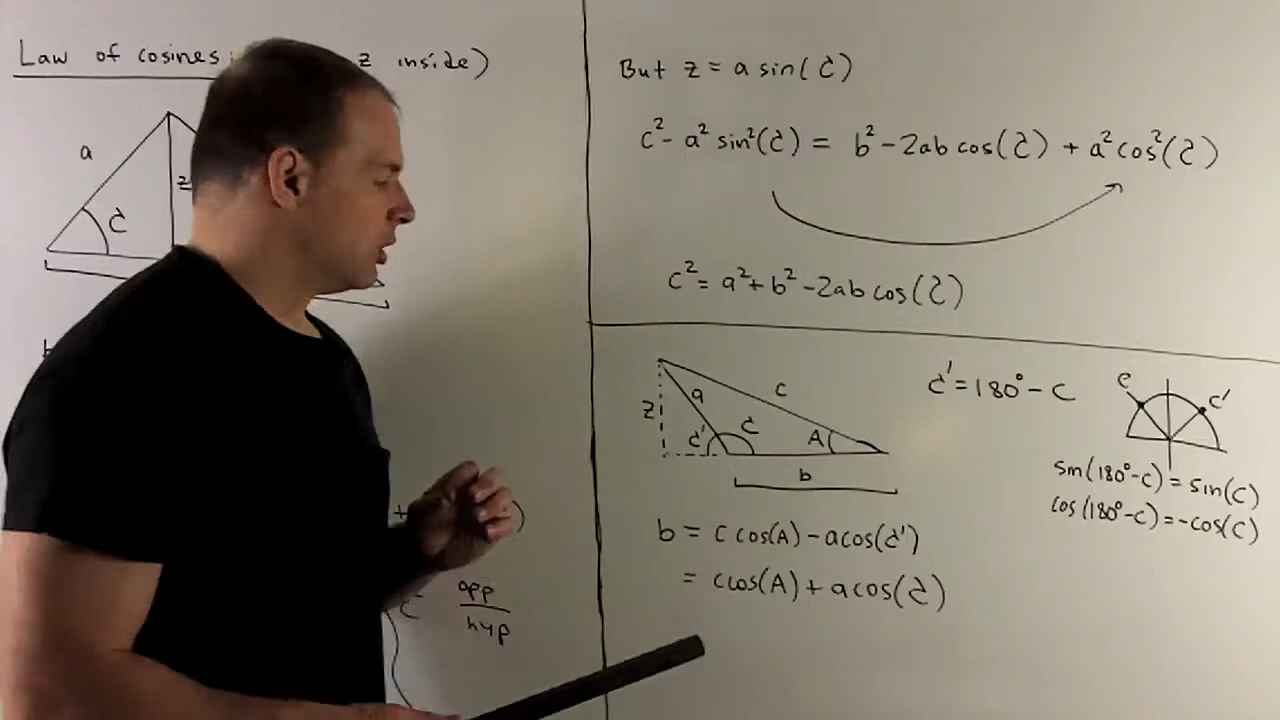 Law of cosines z inside)
a
z
C
opp
hyp
C
But z = a sin(C)
c² - a² sin²(C) = b² - 2ab cos(C) + a² cos²(C)
c² = a² + b² - 2ab cos(C)
z a c
C' C A
b
C' = 180° - C
C C'
sin(180° - C) = sin(C)
cos(180° - C) = -cos(C)
b = c cos(A) - a cos(C')
= c cos(A) + a cos(C)